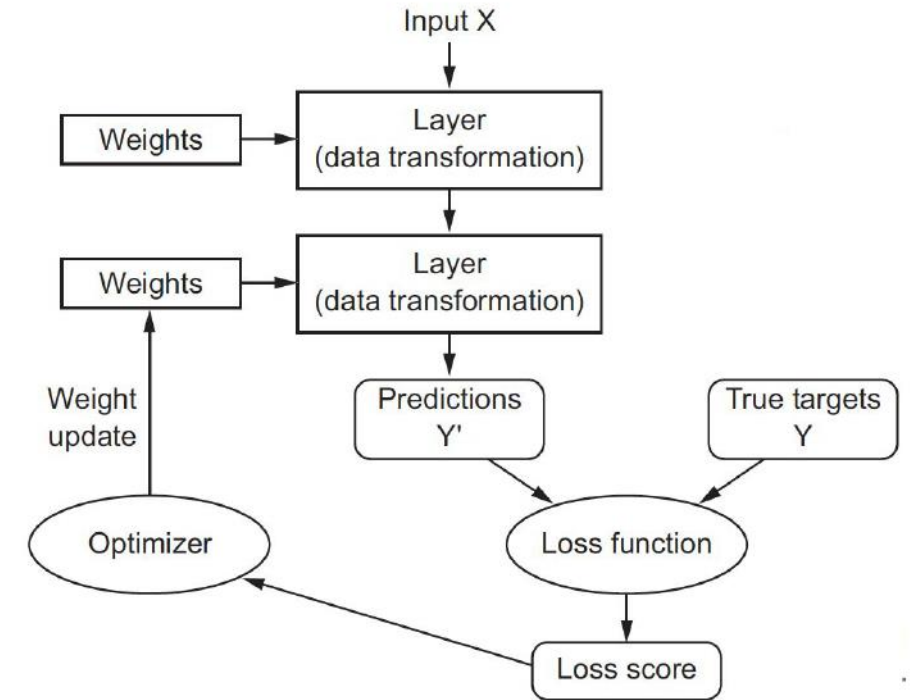 Input X
Layer
(data transformation)
Weights
Layer
(data transformation)
Weights
Predictions
Y'
True targets
Y
Weight
update
Optimizer
Loss function
Loss score